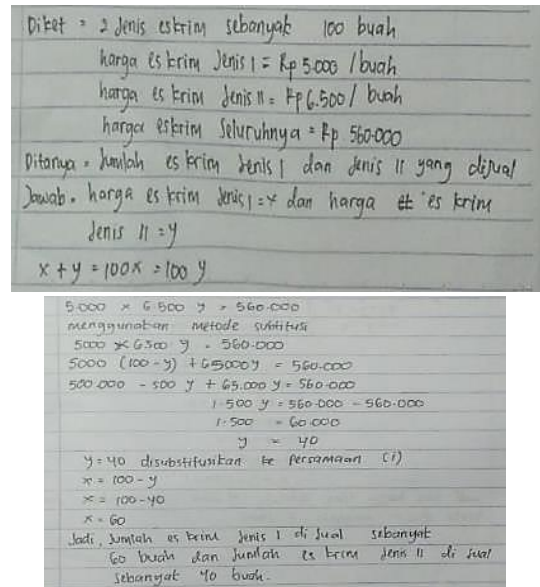 Diket = 2 Jenis eskrim sebanyak 100 buah
harga es krim Jenis I = Rp 5.000 / buah
harga es krim Jenis II = Rp 6.500 / buah
harga eskrim Seluruhnya = Rp 560.000
Ditanya = Jumlah es krim Jenis I dan Jenis II yang dijual
Jawab = harga es krim Jenis I = x dan harga es krim
Jenis II = y
x + y = 100x = 100 y
5.000 x 6.500 y = 560.000
menggunakan metode subtitusi
5000 x 6500 y = 560.000
5000 (100 - y) + 65000y = 560.000
500.000 - 500 y + 65.000 y = 560.000
1.500 y = 560.000 - 560.000
1.500 = 60.000
y = 40
y = 40 disubstitusikan ke persamaan (i)
x = 100 - y
x = 100 - 40
x = 60
Jadi, Jumlah es krim Jenis I di Jual sebanyak
60 buah dan Jumlah es krim Jenis II di Jual
sebanyak 40 buah.